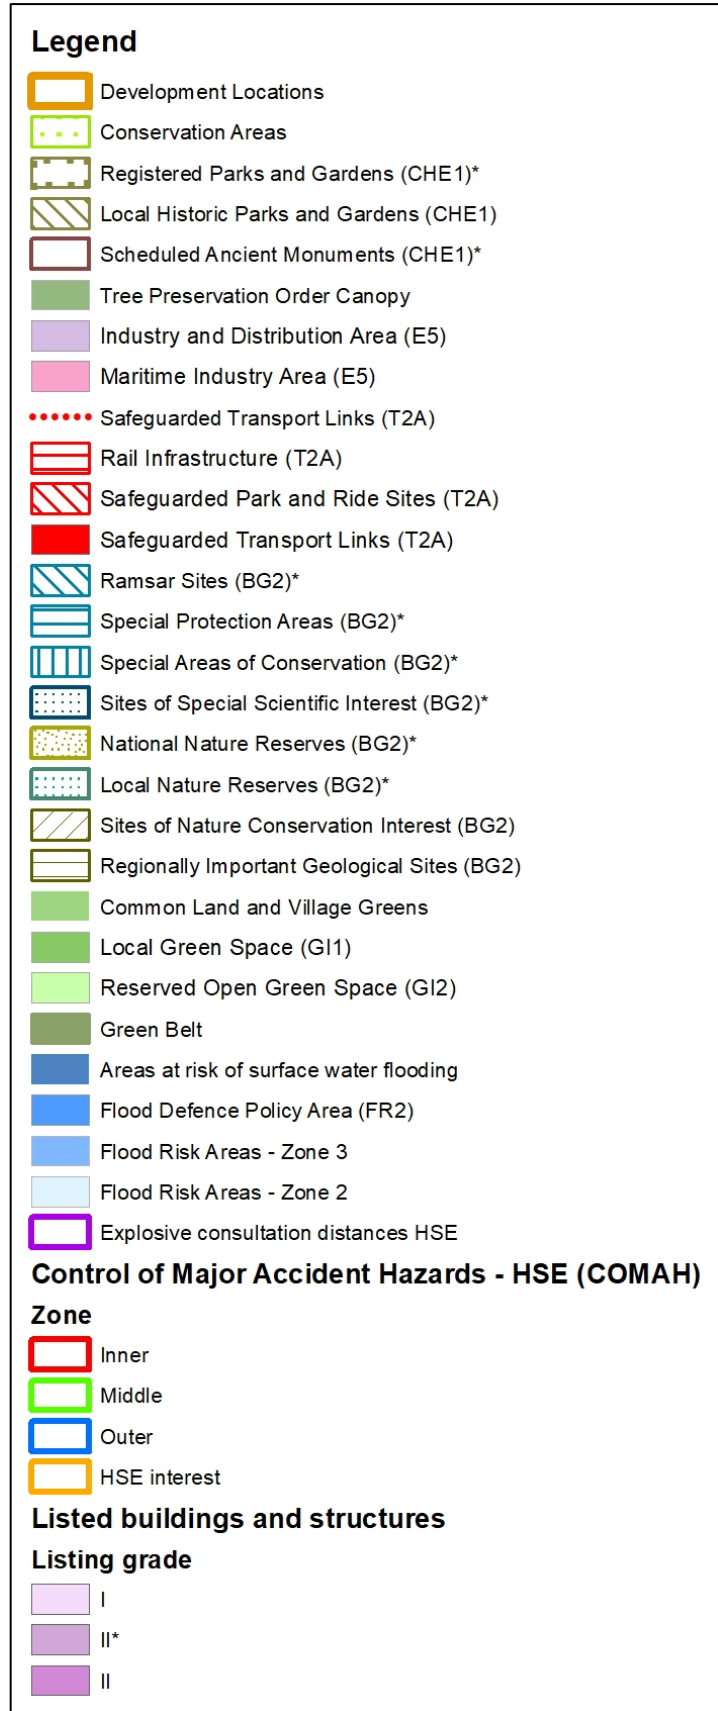 Legend
Development Locations
Conservation Areas
Registered Parks and Gardens (CHE1)*
Local Historic Parks and Gardens (CHE1)
Scheduled Ancient Monuments (CHE1)*
Tree Preservation Order Canopy
Industry and Distribution Area (E5)
Maritime Industry Area (E5)
Safeguarded Transport Links (T2A)
Rail Infrastructure (T2A)
Safeguarded Park and Ride Sites (T2A)
Safeguarded Transport Links (T2A)
Ramsar Sites (BG2)*
Special Protection Areas (BG2)*
Special Areas of Conservation (BG2)*
Sites of Special Scientific Interest (BG2)*
National Nature Reserves (BG2)*
Local Nature Reserves (BG2)*
Sites of Nature Conservation Interest (BG2)
Regionally Important Geological Sites (BG2)
Common Land and Village Greens
Local Green Space (GI1)
Reserved Open Green Space (GI2)
Green Belt
Areas at risk of surface water flooding
Flood Defence Policy Area (FR2)
Flood Risk Areas - Zone 3
Flood Risk Areas - Zone 2
Explosive consultation distances HSE
Control of Major Accident Hazards - HSE (COMAH)
Zone
Inner
Middle
Outer
HSE interest
Listed buildings and structures
Listing grade
I
II*
II